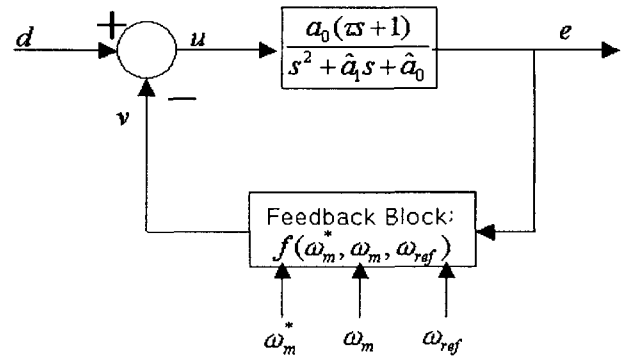 +
d
u
a₀(τs+1)
s² + â₁s + â₀
e
−
v
Feedback Block:
f(ω*ₘ, ωₘ, ω_ref)
ω*ₘ
ωₘ
ω_ref